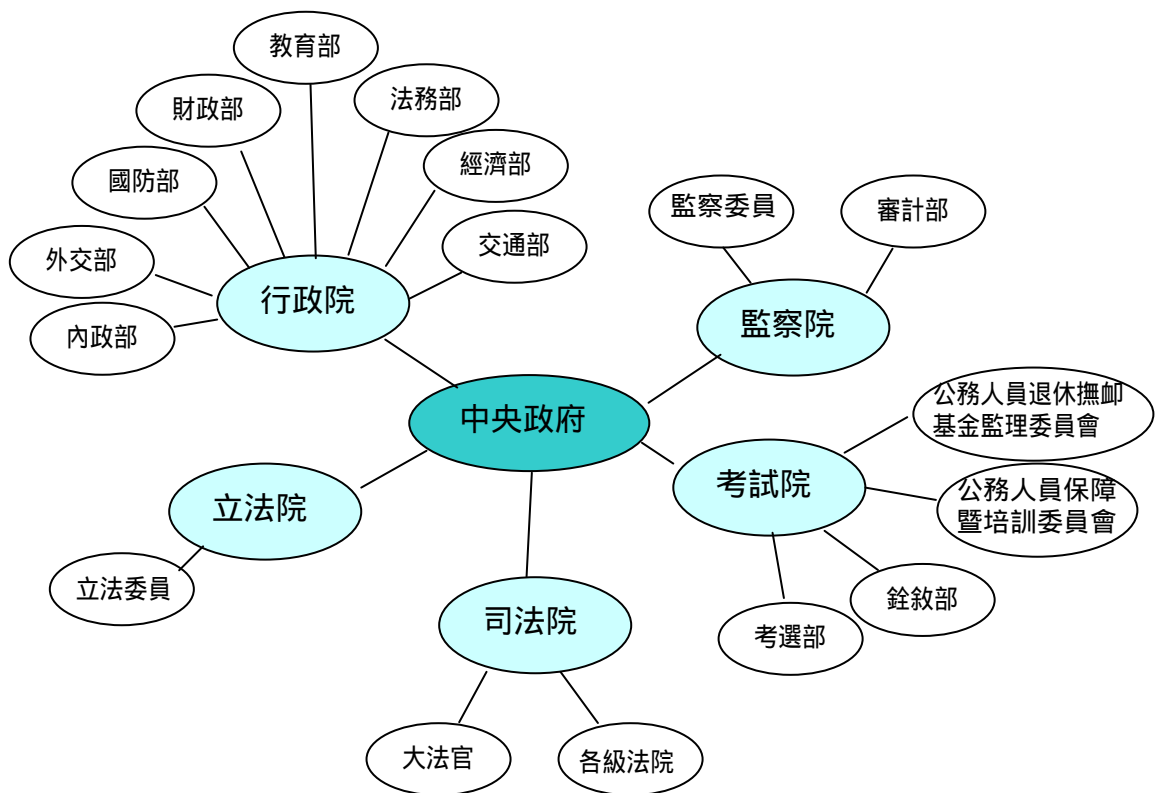 教育部
財政部
法務部
國防部
經濟部
外交部
交通部
內政部
行政院
監察委員
審計部
監察院
中央政府
公務人員退休撫卹
基金監理委員會
考試院
公務人員保障
暨培訓委員會
銓敘部
考選部
立法院
立法委員
司法院
大法官
各級法院